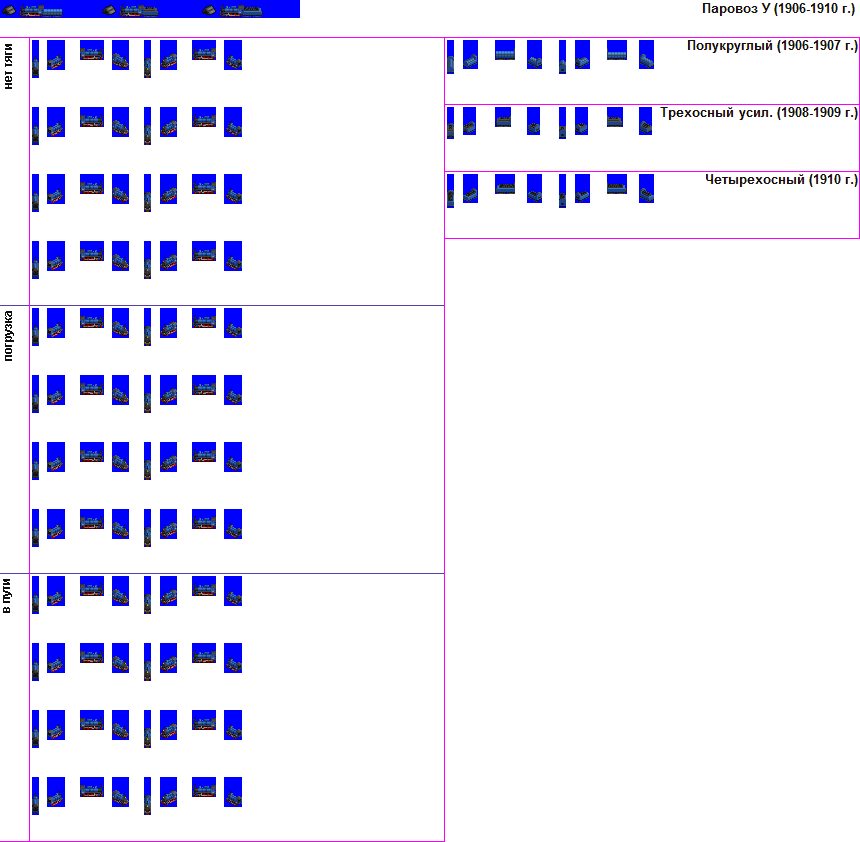 Паровоз У (1906-1910 г.)
нет тяги
Полукруглый (1906-1907 г.)
Трехосный усил. (1908-1909 г.)
Четырехосный (1910 г.)
погрузка
в пути